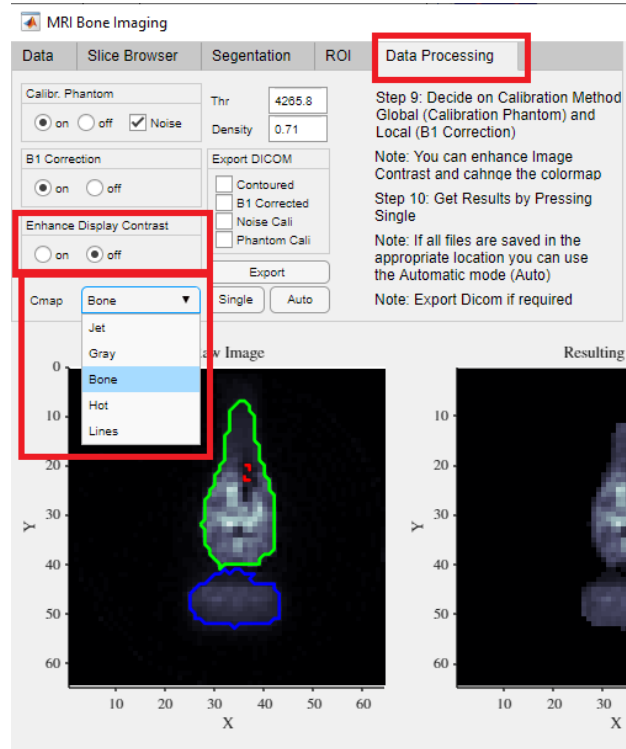 MRI Bone Imaging
Data
Slice Browser
Segentation
ROI
Data Processing
Calibr. Phantom
on
off
Noise
Thr
4265.8
Density
0.71
B1 Correction
on
off
Export DICOM
Contoured
B1 Corrected
Noise Cali
Phantom Cali
Enhance Display Contrast
on
off
Export
Cmap
Bone
Single
Auto
Jet
Gray
Bone
Hot
Lines
Step 9: Decide on Calibration Method
Global (Calibration Phantom) and
Local (B1 Correction)
Note: You can enhance Image
Contrast and cahnge the colormap
Step 10: Get Results by Pressing
Single
Note: If all files are saved in the
appropriate location you can use
the Automatic mode (Auto)
Note: Export Dicom if required
Image
0
10
20
30
40
50
60
Y
10
20
30
40
50
60
X
Resulting
10
20
30
40
50
60
Y
10
20
30
X